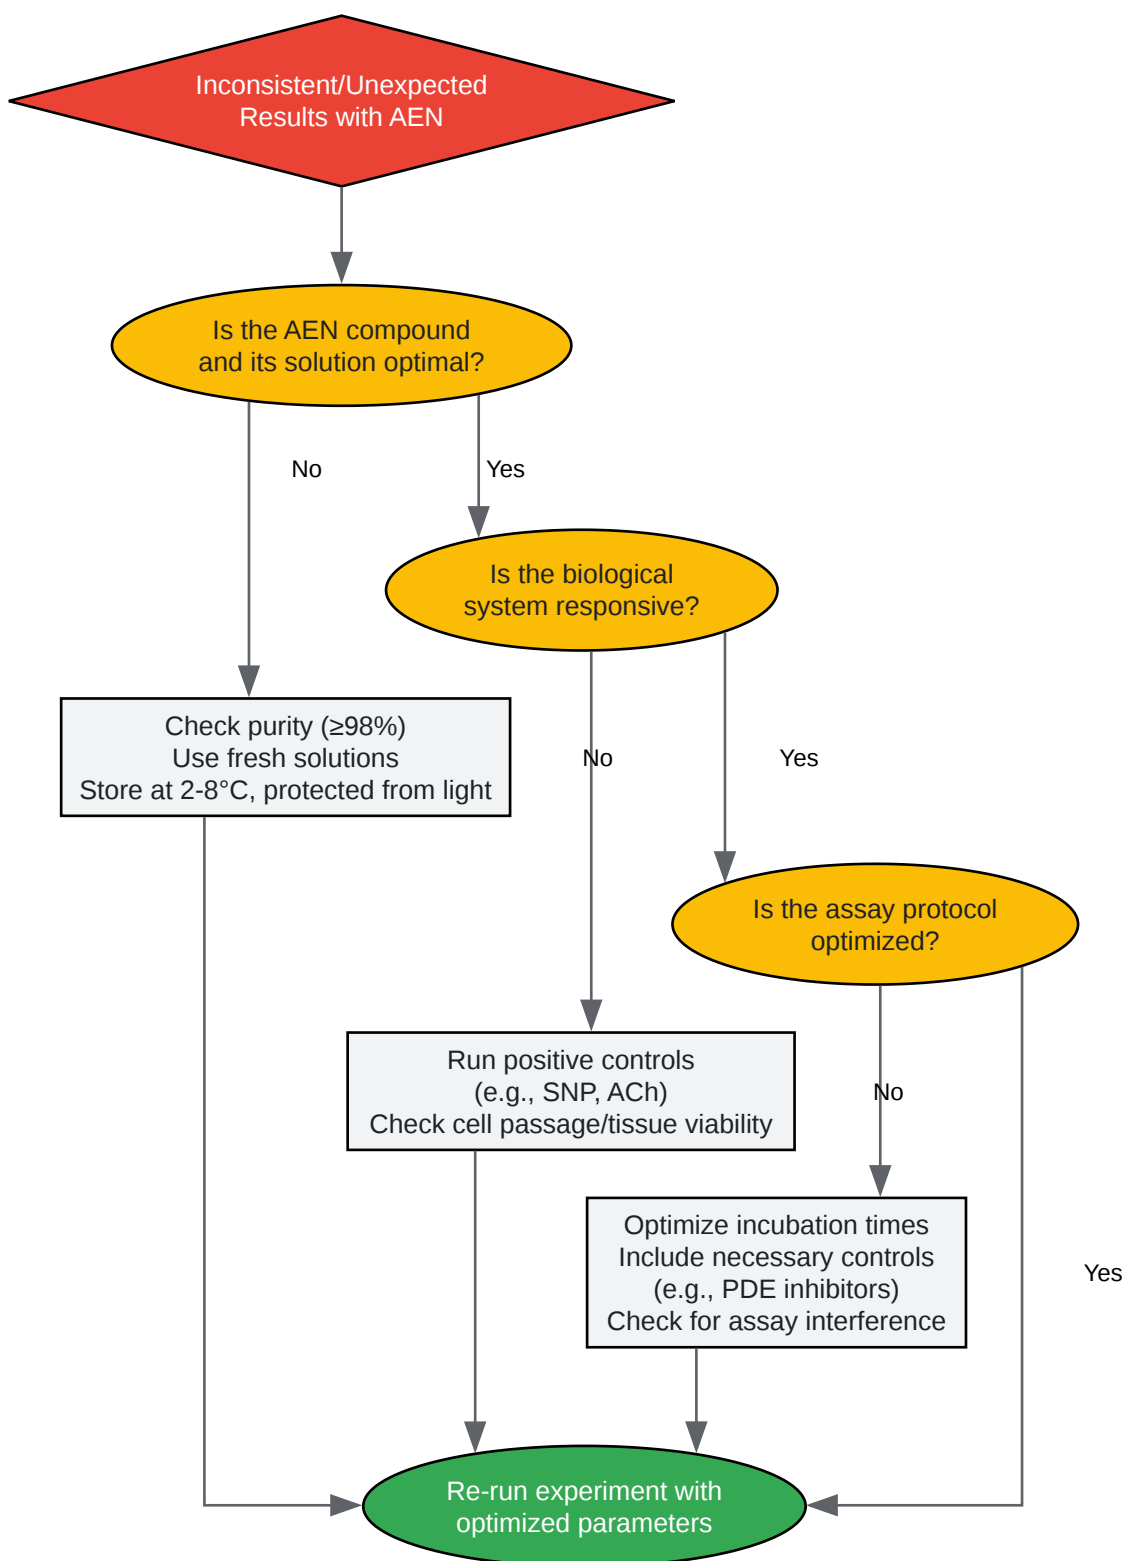 Inconsistent/Unexpected
Results with AEN
Is the AEN compound
and its solution optimal?
No
Yes
Is the biological
system responsive?
Check purity (≥98%)
Use fresh solutions
Store at 2-8°C, protected from light
No
Yes
Is the assay protocol
optimized?
Run positive controls
(e.g., SNP, ACh)
Check cell passage/tissue viability
No
Optimize incubation times
Include necessary controls
(e.g., PDE inhibitors)
Check for assay interference
Yes
Re-run experiment with
optimized parameters